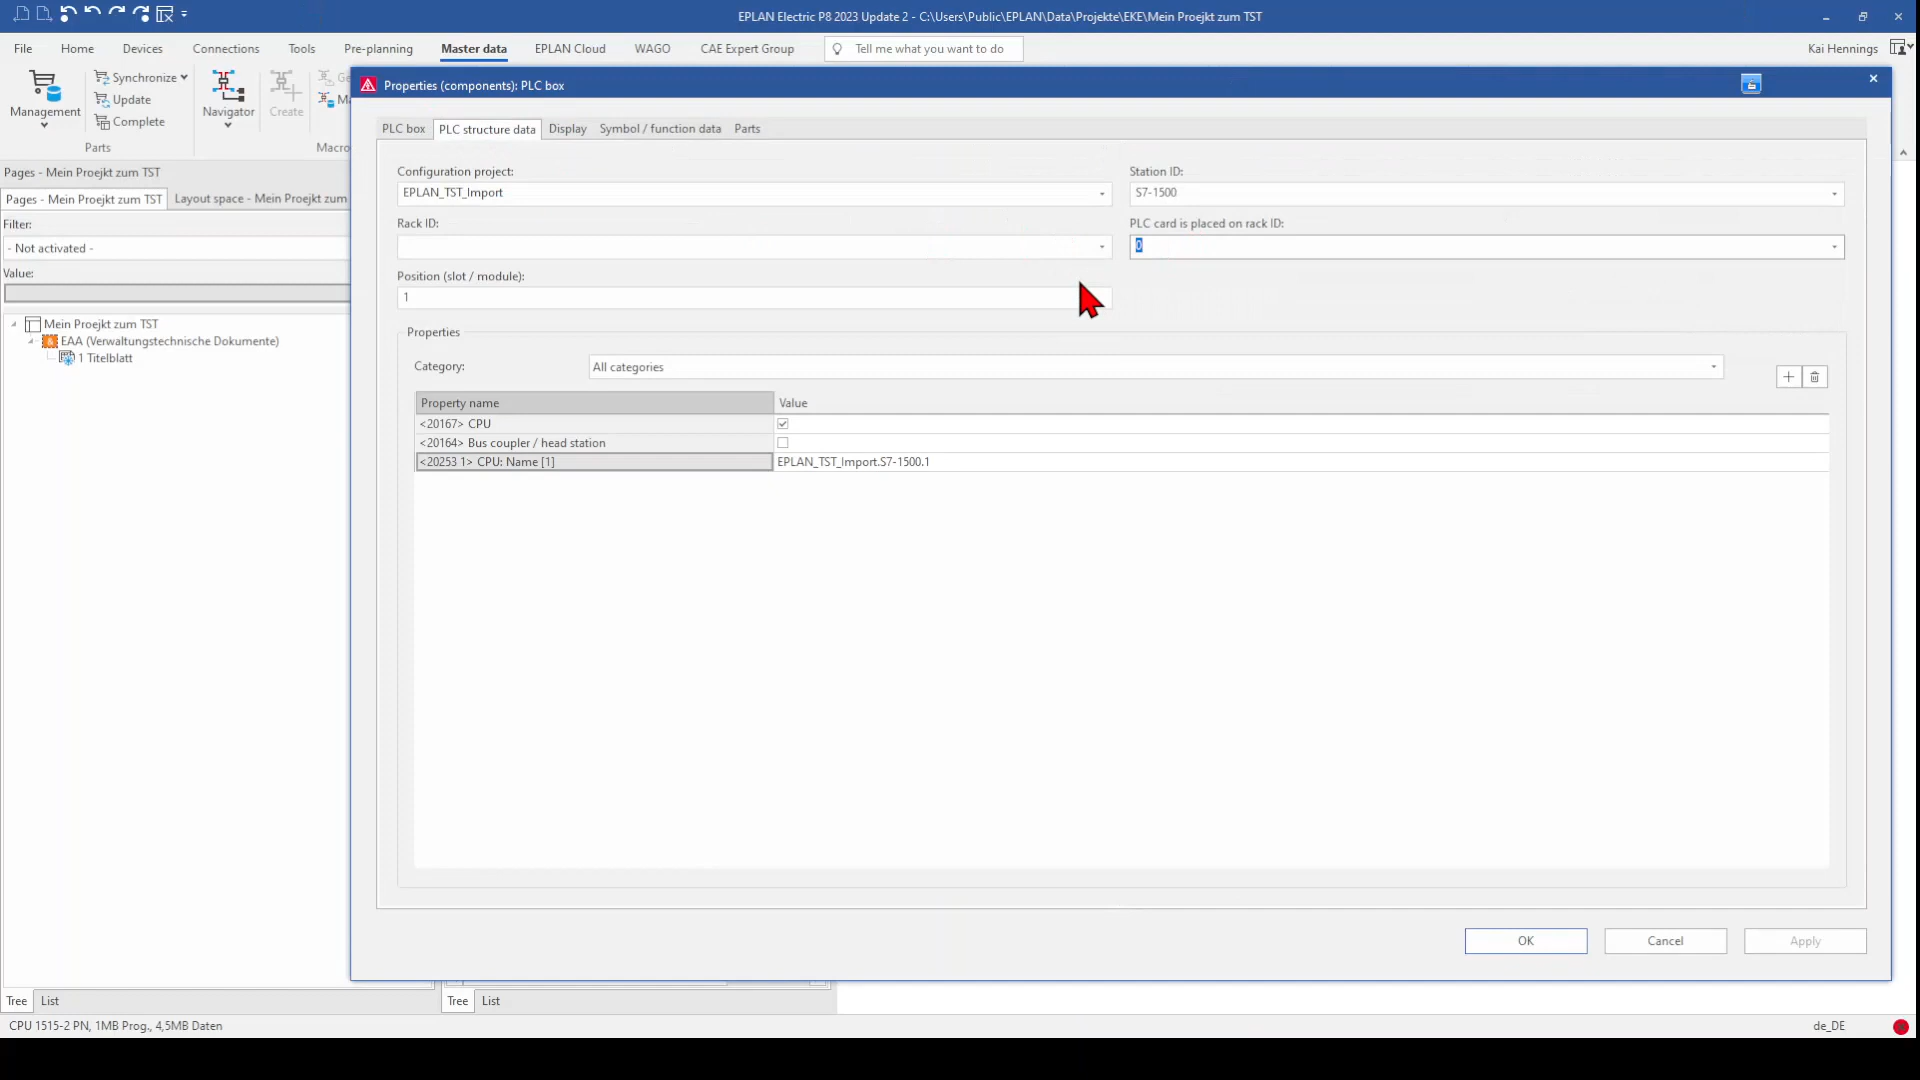 EPLAN Electric P8 2023 Update 2 - C:\Users\Public\EPLAN\Data\Projekte\EKE\Mein Proejkt zum TST
File Home Devices Connections Tools Pre-planning Master data EPLAN Cloud WAGO CAE Expert Group Tell me what you want to do Kai Hennings
Management
Synchronize
Update
Complete
Parts
Navigator
Create
Ge
Ma
Macro
Properties (components): PLC box
PLC box PLC structure data Display Symbol / function data Parts
Pages - Mein Proejkt zum TST
Pages - Mein Proejkt zum TST Layout space - Mein Proejkt zum
Filter:
- Not activated -
Value:
Mein Proejkt zum TST
EAA (Verwaltungstechnische Dokumente)
1 Titelblatt
Configuration project:
EPLAN_TST_Import
Station ID:
S7-1500
Rack ID:
PLC card is placed on rack ID:
0
Position (slot / module):
1
Properties
Category: All categories
Property name Value
<20167> CPU
<20164> Bus coupler / head station
<20253 1> CPU: Name [1] EPLAN_TST_Import.S7-1500.1
OK Cancel Apply
Tree List
Tree List
CPU 1515-2 PN, 1MB Prog., 4,5MB Daten
de_DE